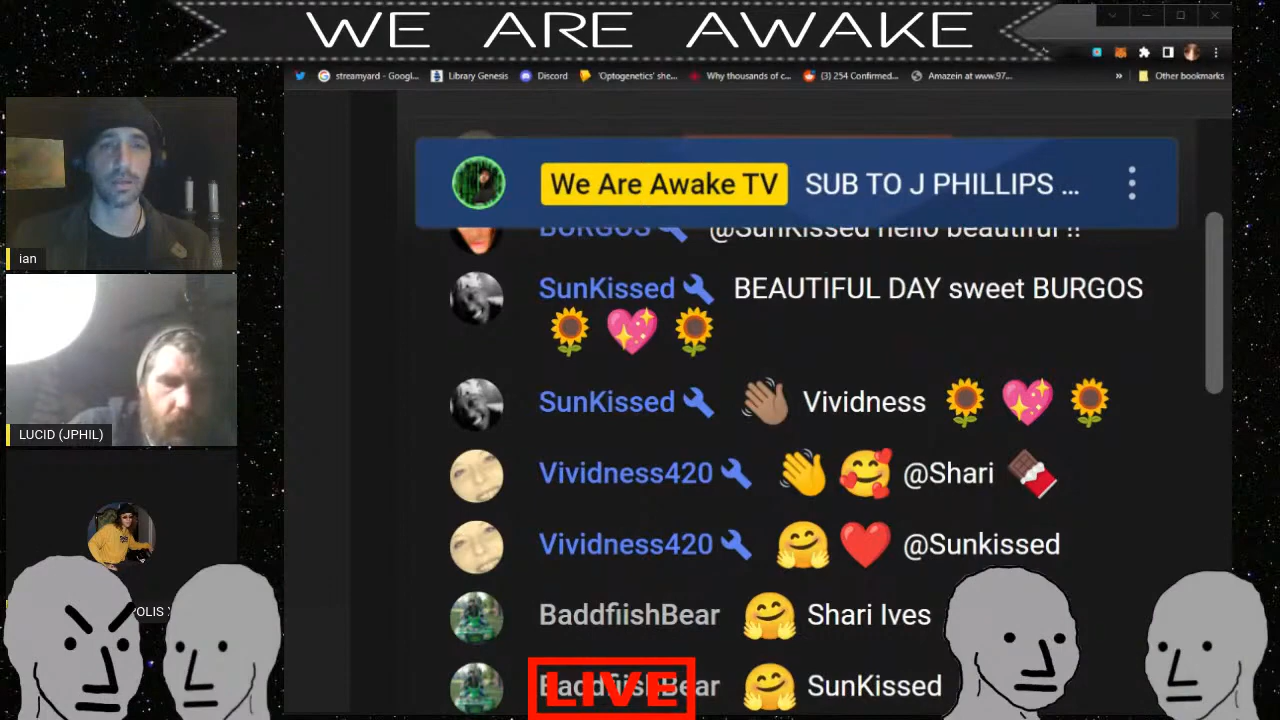 WE ARE AWAKE
streamyard - Googl...
Library Genesis
Discord
'Optogenetics' she...
Why thousands of c...
(3) 254 Confirmed...
Amazein at www.97...
»
Other bookmarks
We Are Awake TV SUB TO J PHILLIPS ...
BURGOS @SunKissed hello beautiful !!
SunKissed BEAUTIFUL DAY sweet BURGOS
🌻 💖 🌻
SunKissed 👋🏽 Vividness 🌻 💖 🌻
Vividness420 👋 🥰 @Shari 🍫
Vividness420 🤗 ❤️ @Sunkissed
BaddfiishBear 🤗 Shari Ives
BaddfiishBear 🤗 SunKissed
LIVE
ian
LUCID (JPHIL)